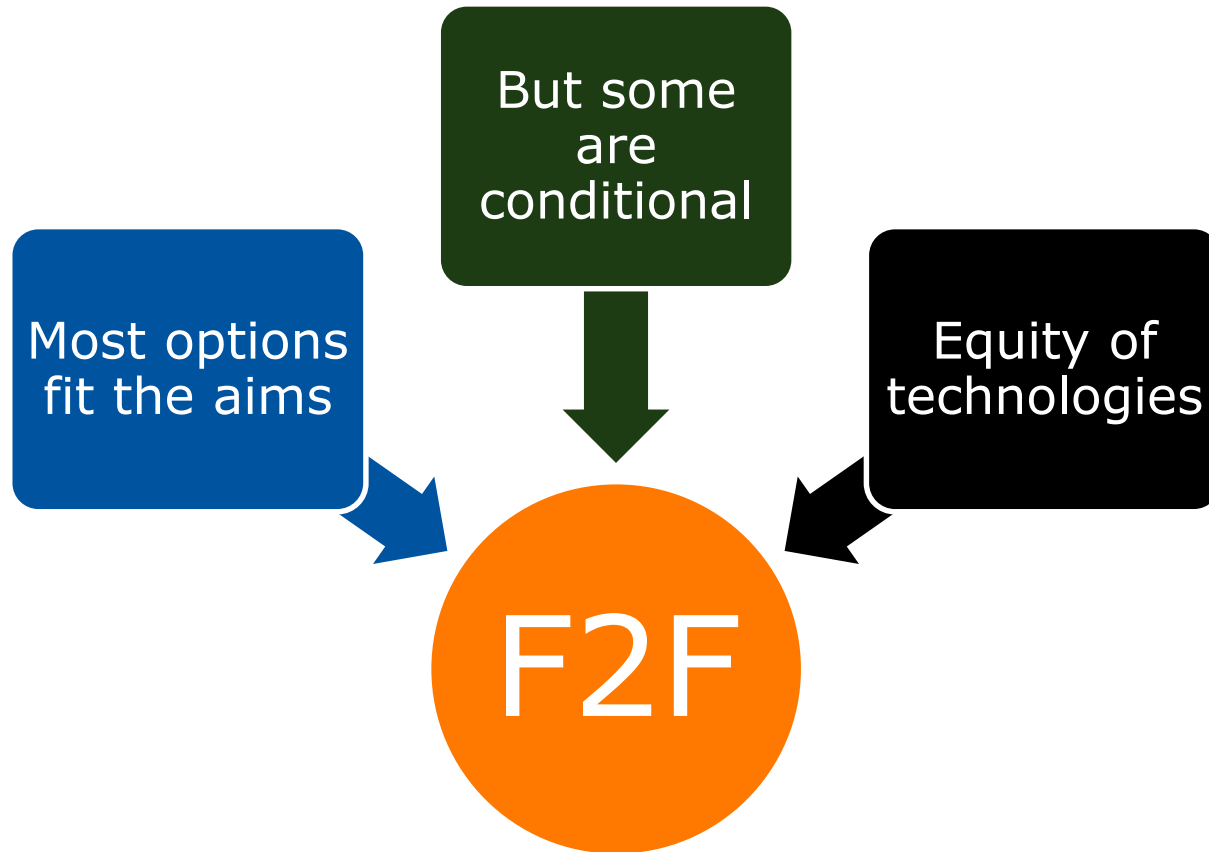 But some
are
conditional
Most options
fit the aims
Equity of
technologies
F2F